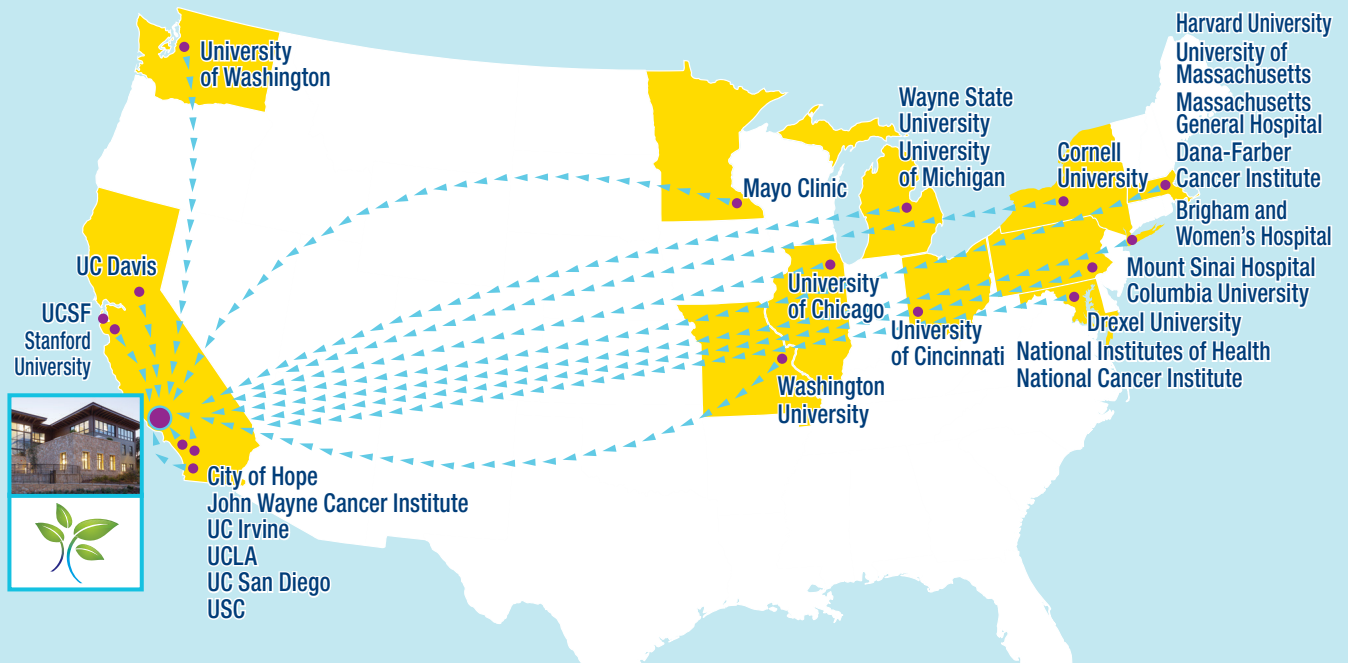 University
of Washington
UC Davis
UCSF
Stanford
University
City of Hope
John Wayne Cancer Institute
UC Irvine
UCLA
UC San Diego
USC
Mayo Clinic
Wayne State
University
University
of Michigan
University
of Chicago
Washington
University
University
of Cincinnati
Cornell
University
Harvard University
University of
Massachusetts
Massachusetts
General Hospital
Dana-Farber
Cancer Institute
Brigham and
Women's Hospital
Mount Sinai Hospital
Columbia University
Drexel University
National Institutes of Health
National Cancer Institute